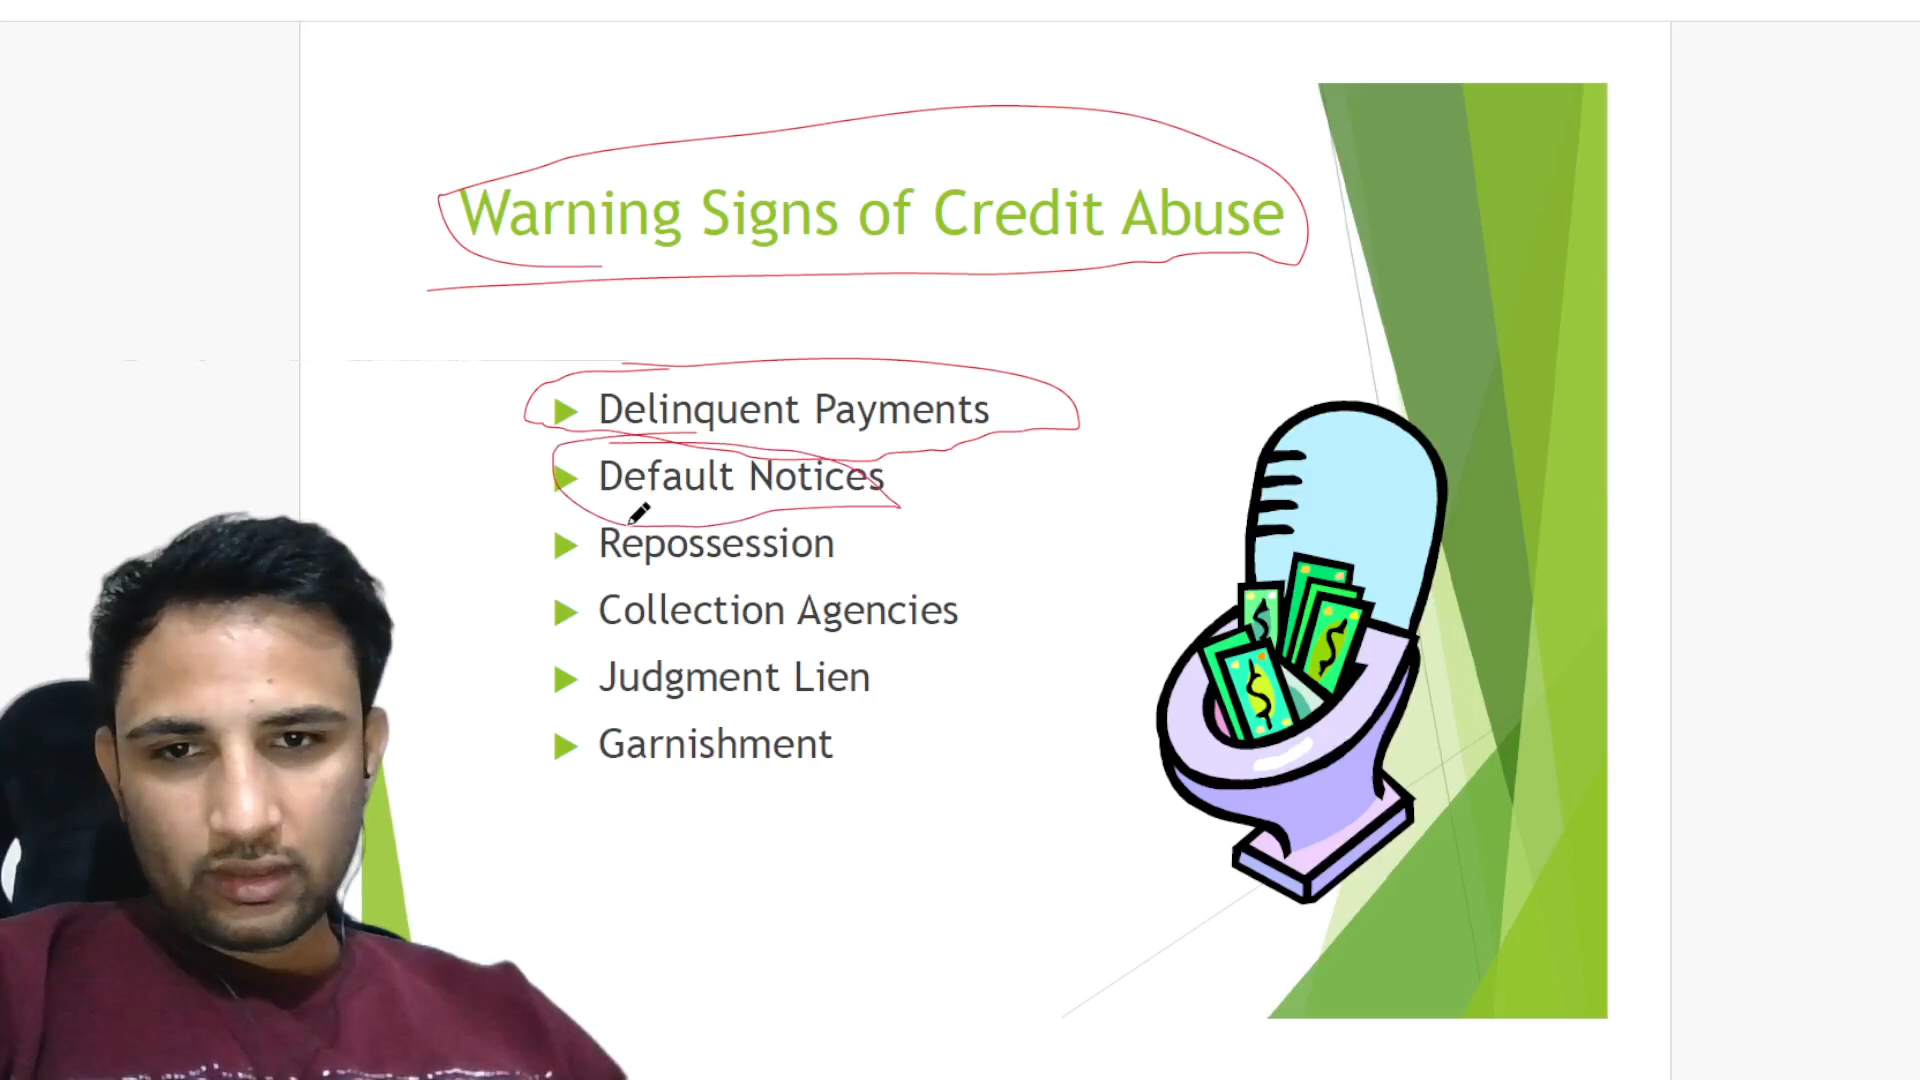 Warning Signs of Credit Abuse
Delinquent Payments
Default Notices
Repossession
Collection Agencies
Judgment Lien
Garnishment